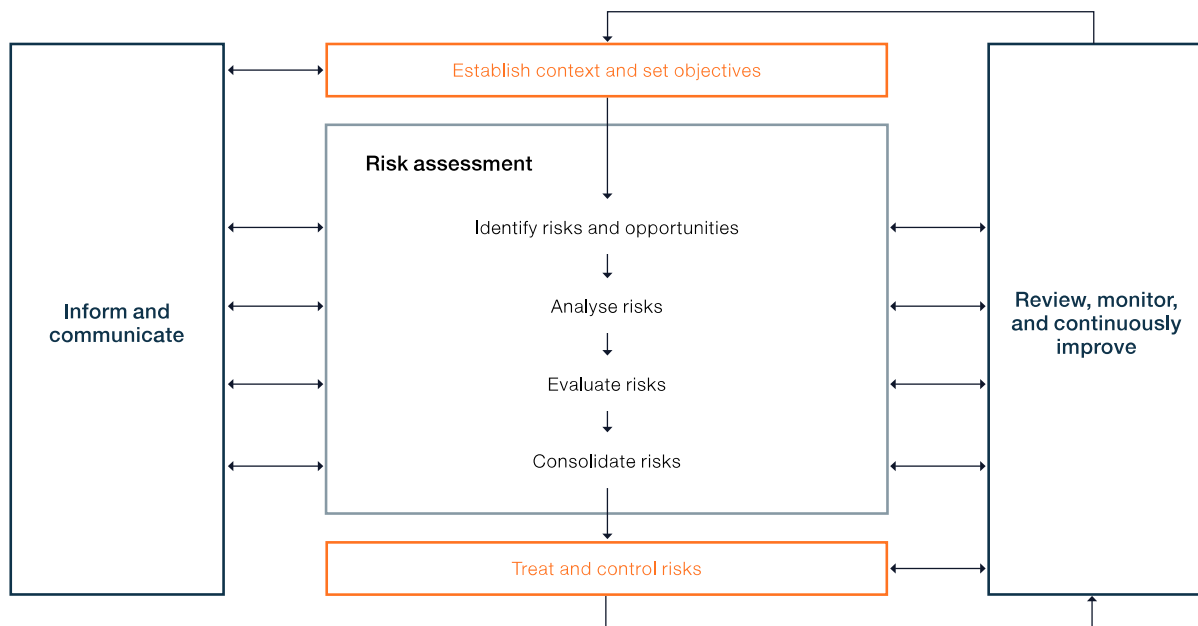 Establish context and set objectives
Risk assessment
Identify risks and opportunities
Analyse risks
Evaluate risks
Consolidate risks
Treat and control risks
Inform and
communicate
Review, monitor,
and continuously
improve